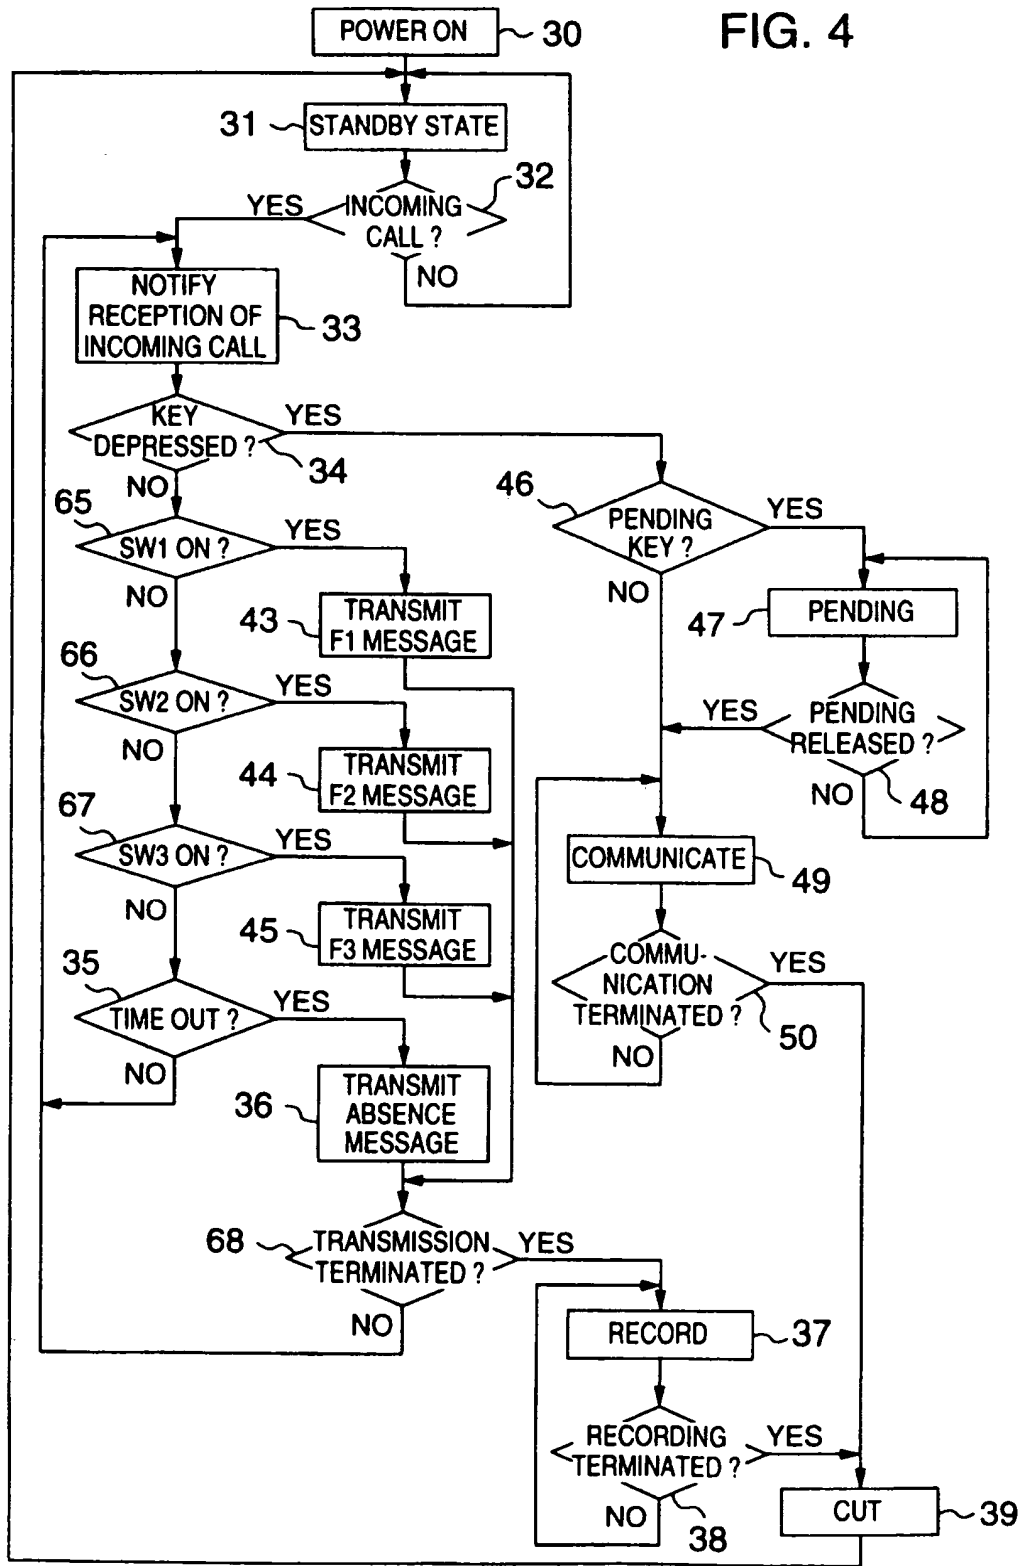 FIG. 4
POWER ON
30
31
STANDBY STATE
32
INCOMING
CALL ?
YES
NO
NOTIFY
RECEPTION OF
INCOMING CALL
33
KEY
DEPRESSED ?
YES
34
NO
46
PENDING
KEY ?
YES
NO
65
SW1 ON ?
YES
NO
43
TRANSMIT
F1 MESSAGE
47
PENDING
66
SW2 ON ?
YES
NO
YES
PENDING
RELEASED ?
NO
48
44
TRANSMIT
F2 MESSAGE
67
SW3 ON ?
YES
NO
COMMUNICATE
49
45
TRANSMIT
F3 MESSAGE
COMMU-
NICATION
TERMINATED ?
YES
50
NO
35
TIME OUT ?
YES
NO
36
TRANSMIT
ABSENCE
MESSAGE
68
TRANSMISSION
TERMINATED ?
YES
NO
RECORD
37
RECORDING
TERMINATED ?
YES
NO
38
CUT
39